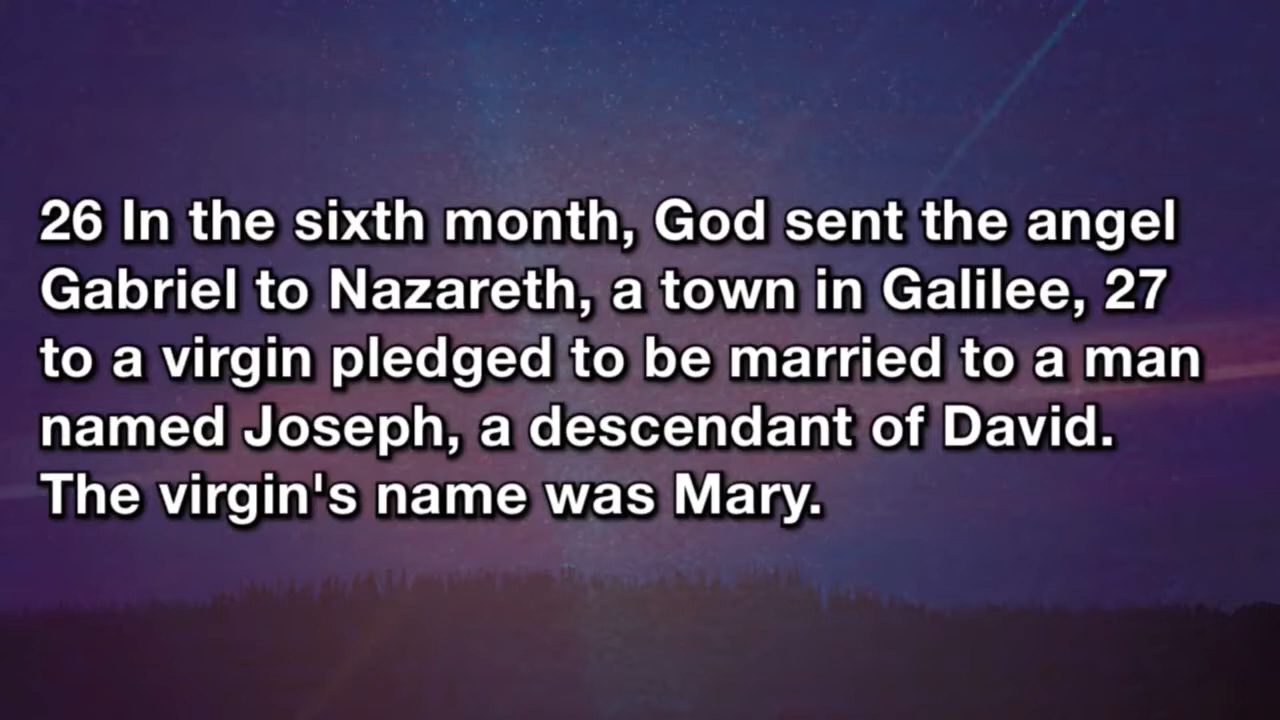 26 In the sixth month, God sent the angel
Gabriel to Nazareth, a town in Galilee, 27
to a virgin pledged to be married to a man
named Joseph, a descendant of David.
The virgin's name was Mary.